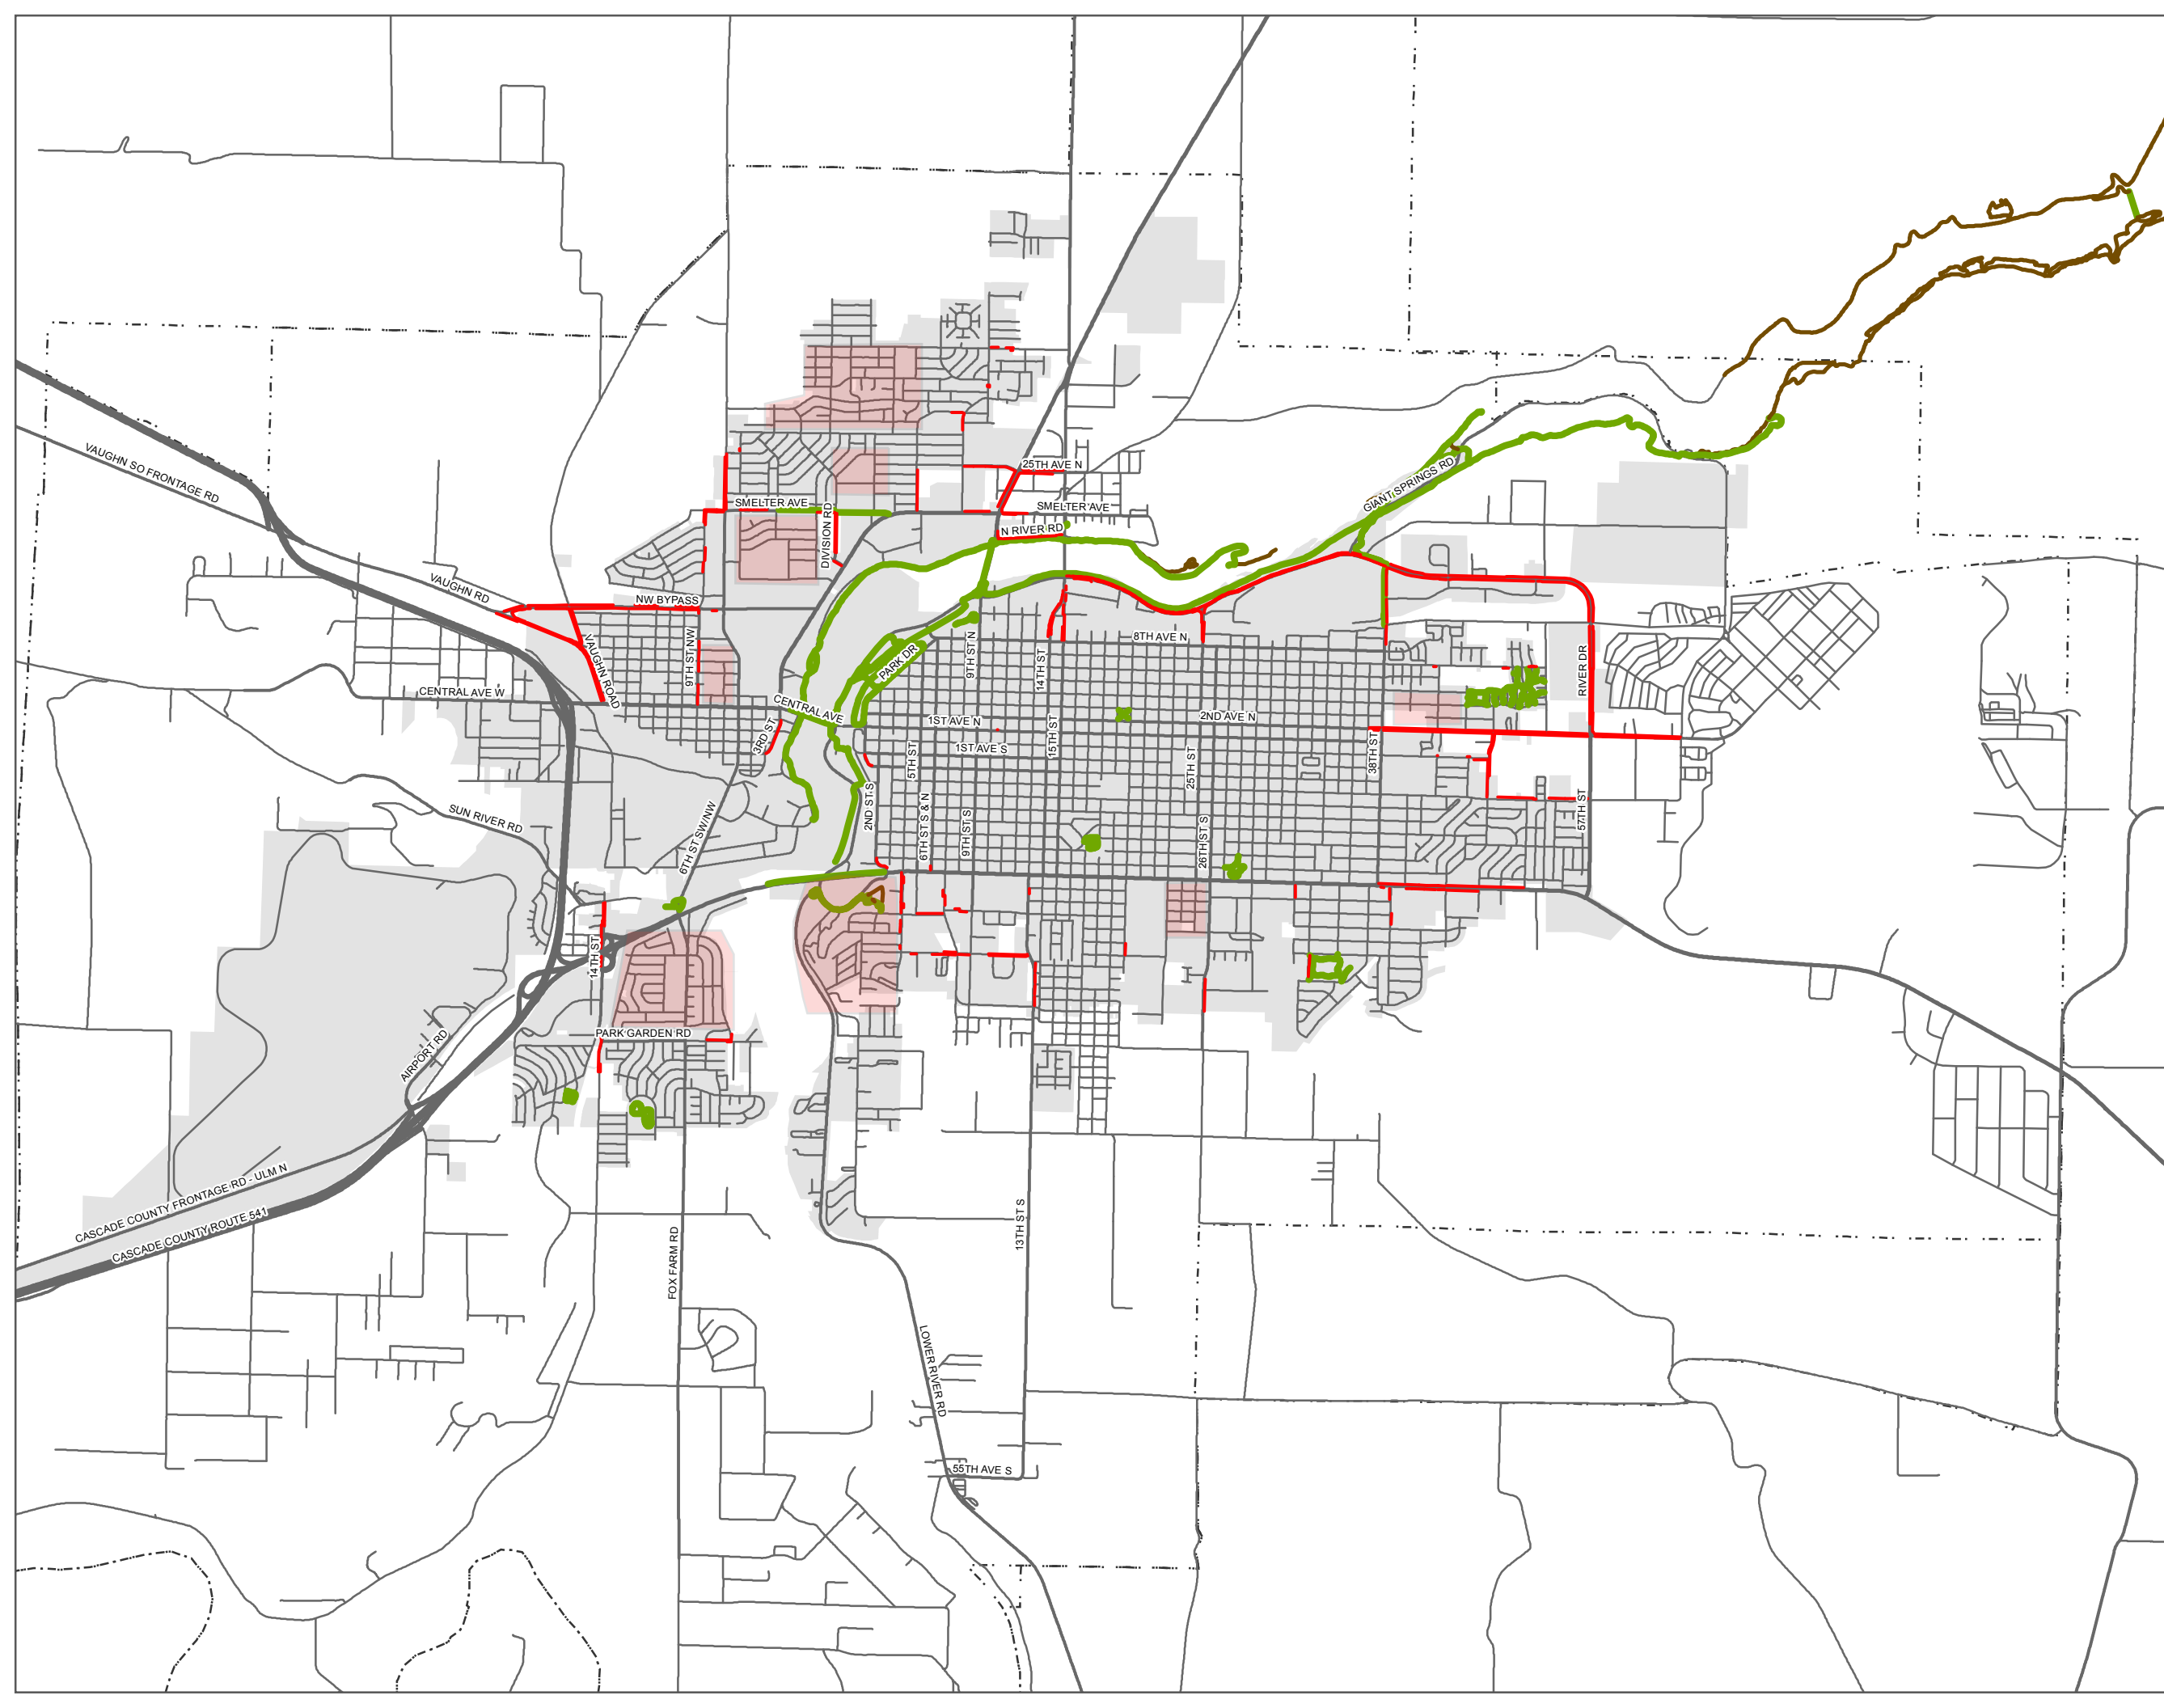 VAUGHN SO FRONTAGE RD
25TH AVE N
GIANT SPRINGS RD
SMELTER AVE
SMELTER AVE
DIVISION RD
N RIVER RD
VAUGHN RD
NW BYPASS
8TH AVE N
VAUGHN ROAD
9TH ST NW
PARK DR
9TH ST N
14TH ST
RIVER DR
CENTRAL AVE W
CENTRAL AVE
1ST AVE N
2ND AVE N
3RD ST
15TH ST
1ST AVE S
5TH ST
38TH ST
25TH ST
SUN RIVER RD
2ND ST S
57TH ST
6TH ST SW/NW
6TH ST S & N
9TH ST S
26TH ST S
14TH ST
PARK GARDEN RD
AIRPORT RD
CASCADE COUNTY FRONTAGE RD - ULM N
CASCADE COUNTY ROUTE 541
FOX FARM RD
13TH ST S
LOWER RIVER RD
55TH AVE S